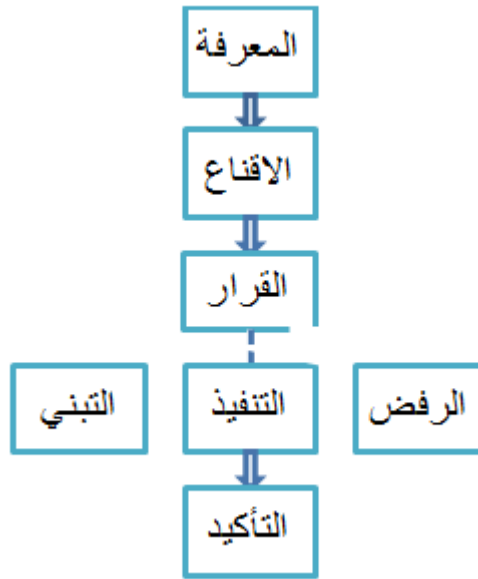 المعرفة
الاقناع
القرار
الرفض
التنفيذ
التبني
التأكيد